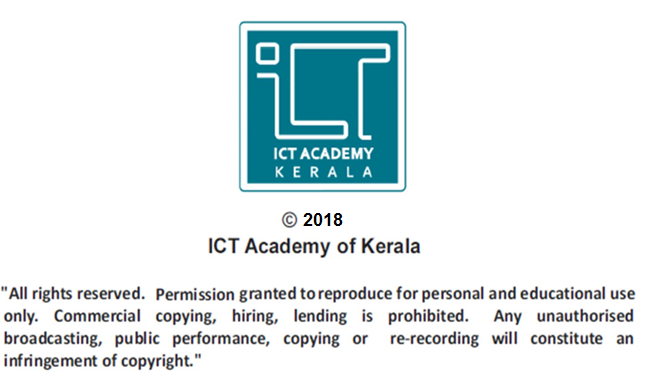 ICT
ICT ACADEMY
KERALA
© 2018
ICT Academy of Kerala
"All rights reserved. Permission granted to reproduce for personal and educational use
only. Commercial copying, hiring, lending is prohibited. Any unauthorised
broadcasting, public performance, copying or re-recording will constitute an
infringement of copyright."